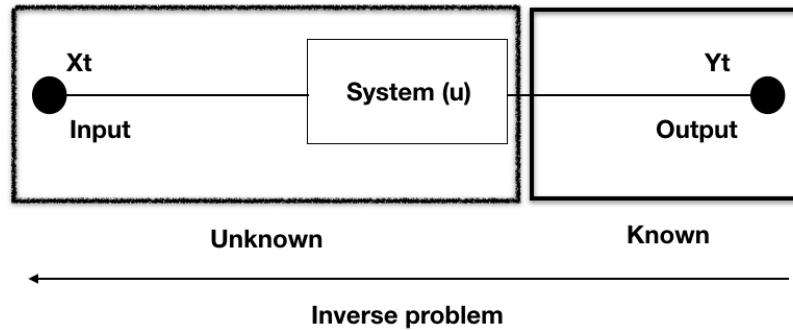 Xt
Yt
System (u)
Input
Output
Unknown
Known
Inverse problem